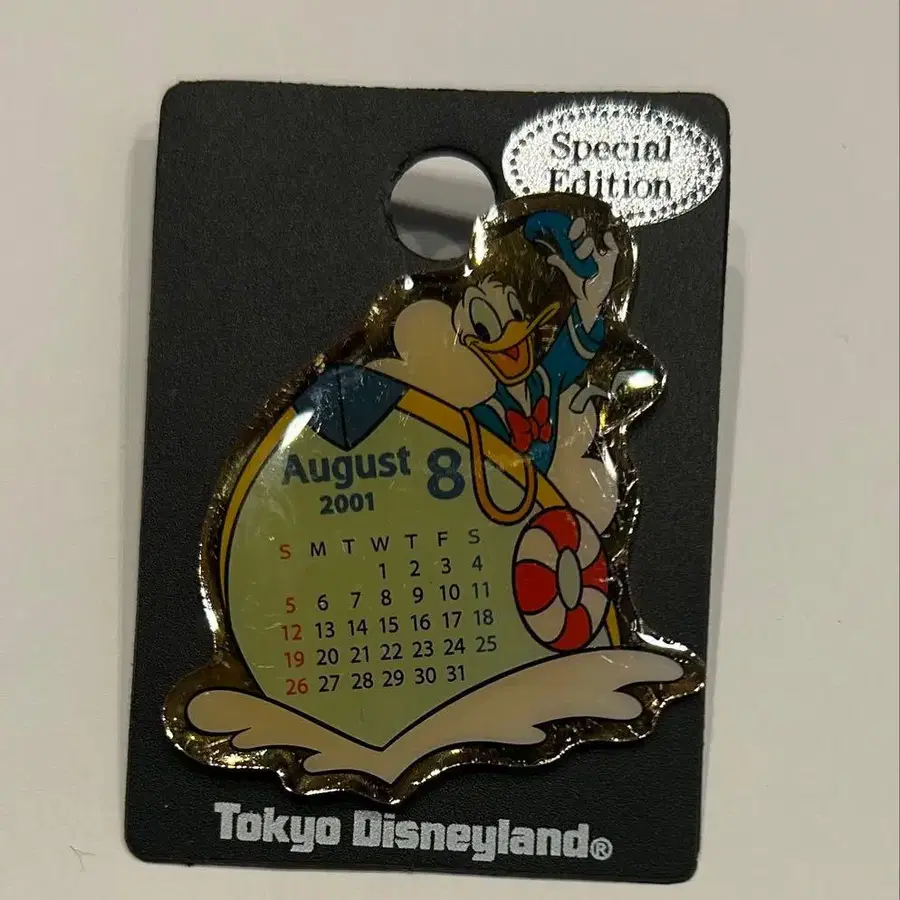 Special
Edition
August 8
2001
S M T W T F S
1 2 3 4
5 6 7 8 9 10 11
12 13 14 15 16 17 18
19 20 21 22 23 24 25
26 27 28 29 30 31
Tokyo Disneyland®